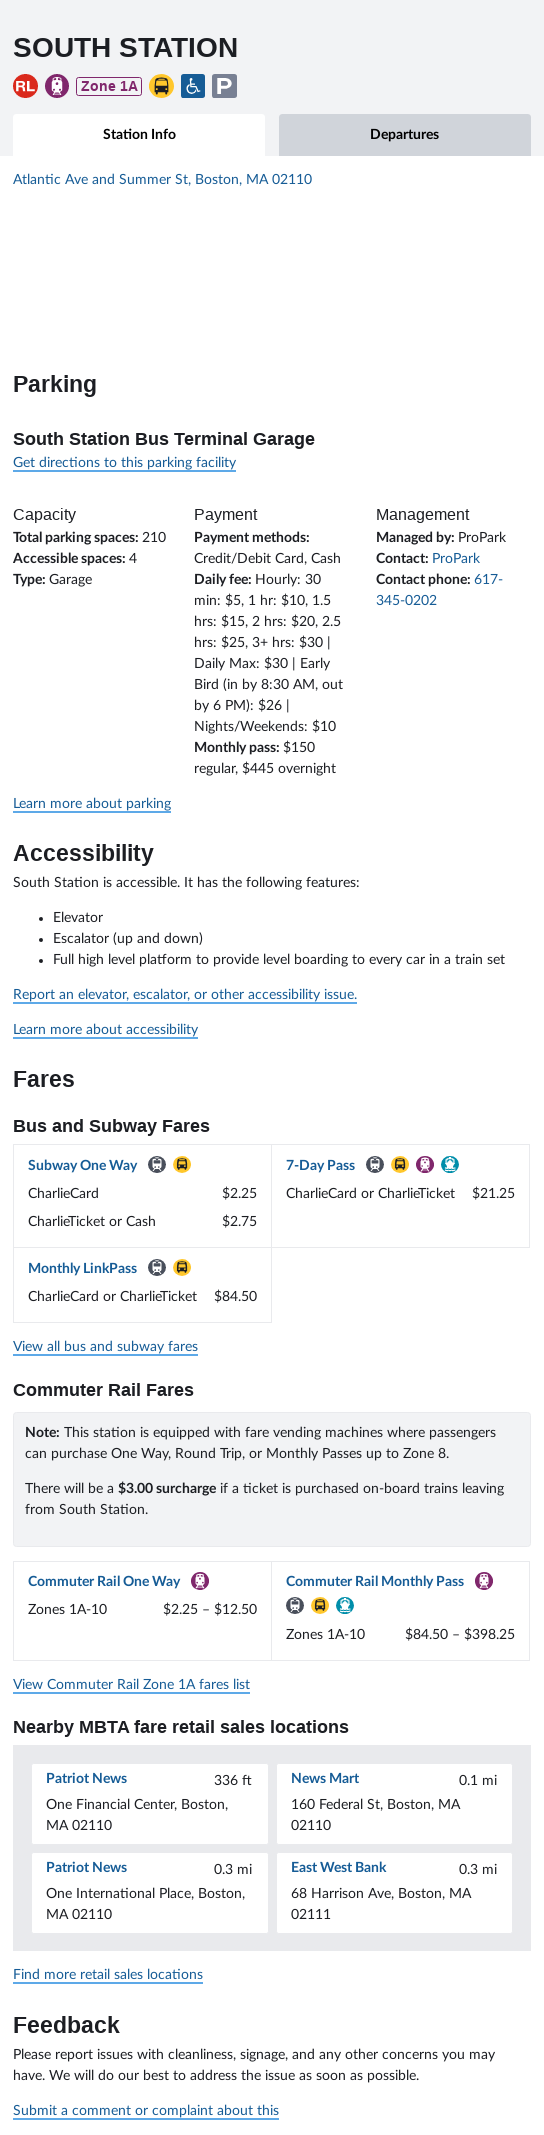 SOUTH STATION
RL Zone 1A P
Station Info
Departures
Atlantic Ave and Summer St, Boston, MA 02110
Parking
South Station Bus Terminal Garage
Get directions to this parking facility
Capacity
Total parking spaces: 210
Accessible spaces: 4
Type: Garage
Payment
Payment methods:
Credit/Debit Card, Cash
Daily fee: Hourly: 30
min: $5, 1 hr: $10, 1.5
hrs: $15, 2 hrs: $20, 2.5
hrs: $25, 3+ hrs: $30 |
Daily Max: $30 | Early
Bird (in by 8:30 AM, out
by 6 PM): $26 |
Nights/Weekends: $10
Monthly pass: $150
regular, $445 overnight
Management
Managed by: ProPark
Contact: ProPark
Contact phone: 617-
345-0202
Learn more about parking
Accessibility
South Station is accessible. It has the following features:
• Elevator
• Escalator (up and down)
• Full high level platform to provide level boarding to every car in a train set
Report an elevator, escalator, or other accessibility issue.
Learn more about accessibility
Fares
Bus and Subway Fares
Subway One Way
CharlieCard $2.25
CharlieTicket or Cash $2.75
7-Day Pass
CharlieCard or CharlieTicket $21.25
Monthly LinkPass
CharlieCard or CharlieTicket $84.50
View all bus and subway fares
Commuter Rail Fares
Note: This station is equipped with fare vending machines where passengers
can purchase One Way, Round Trip, or Monthly Passes up to Zone 8.
There will be a $3.00 surcharge if a ticket is purchased on-board trains leaving
from South Station.
Commuter Rail One Way
Zones 1A-10 $2.25 – $12.50
Commuter Rail Monthly Pass
Zones 1A-10 $84.50 – $398.25
View Commuter Rail Zone 1A fares list
Nearby MBTA fare retail sales locations
Patriot News 336 ft
One Financial Center, Boston,
MA 02110
News Mart 0.1 mi
160 Federal St, Boston, MA
02110
Patriot News 0.3 mi
One International Place, Boston,
MA 02110
East West Bank 0.3 mi
68 Harrison Ave, Boston, MA
02111
Find more retail sales locations
Feedback
Please report issues with cleanliness, signage, and any other concerns you may
have. We will do our best to address the issue as soon as possible.
Submit a comment or complaint about this